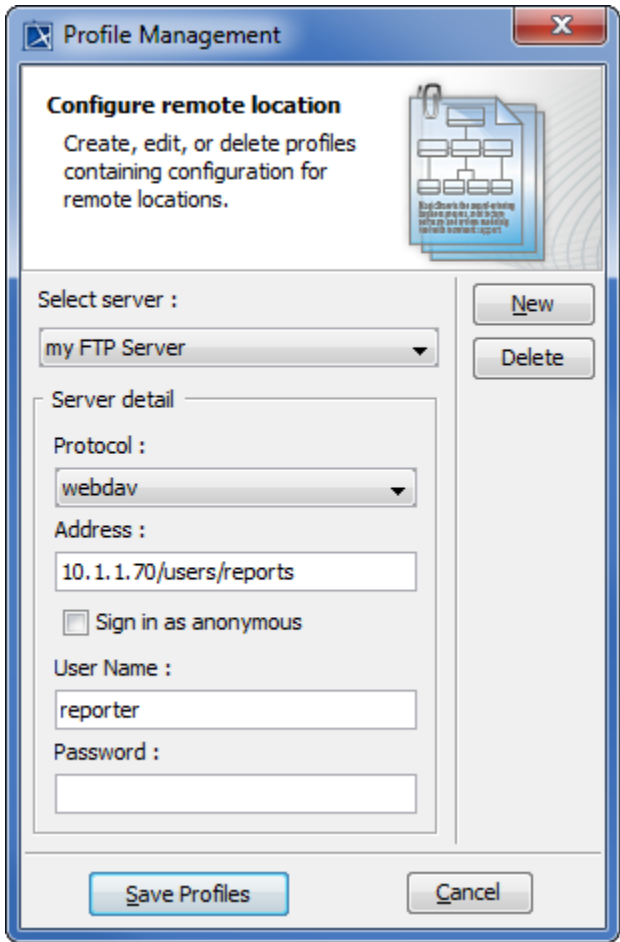 Profile Management
Configure remote location
Create, edit, or delete profiles
containing configuration for
remote locations.
Select server :
my FTP Server
New
Delete
Server detail
Protocol :
webdav
Address :
10.1.1.70/users/reports
Sign in as anonymous
User Name :
reporter
Password :
Save Profiles
Cancel